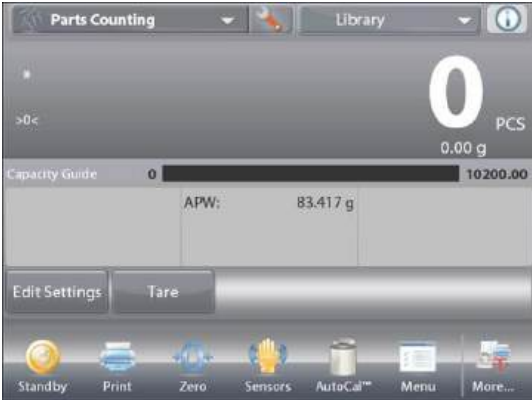 Parts Counting Library
*
0
>0<
PCS
0.00 g
Capacity Guide 0 10200.00
APW: 83.417 g
Edit Settings Tare
Standby Print Zero Sensors AutoCal™ Menu More...